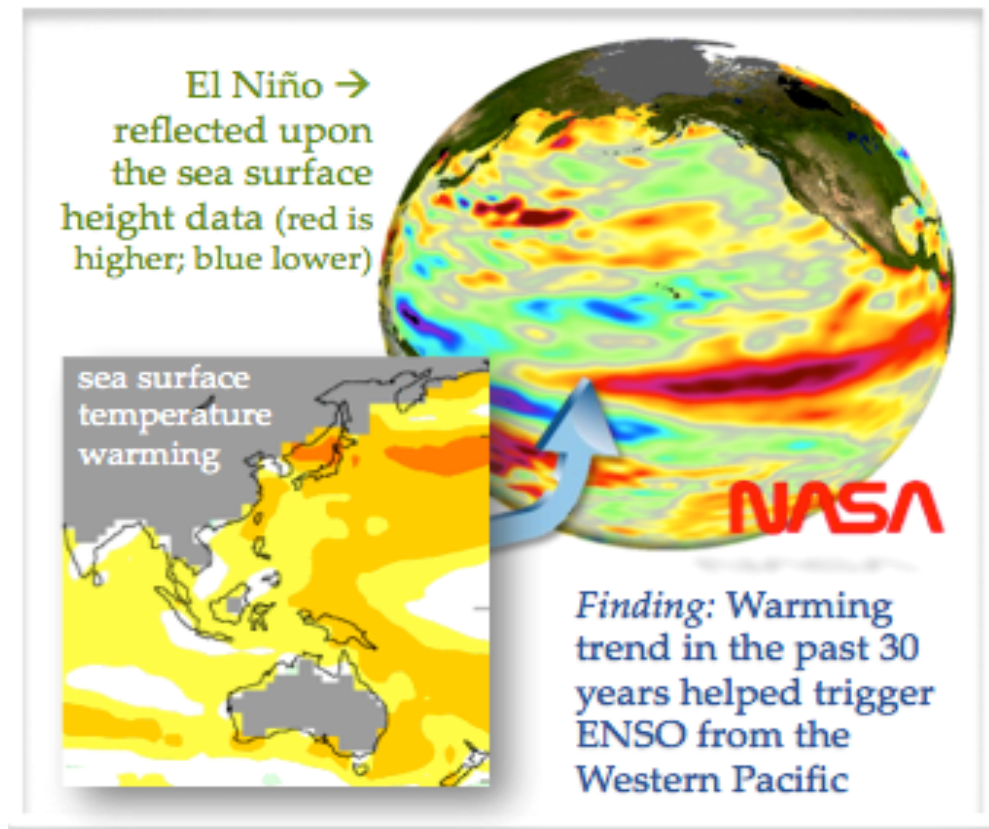 El Niño →
reflected upon
the sea surface
height data (red is
higher; blue lower)
sea surface
temperature
warming
NASA
Finding: Warming
trend in the past 30
years helped trigger
ENSO from the
Western Pacific